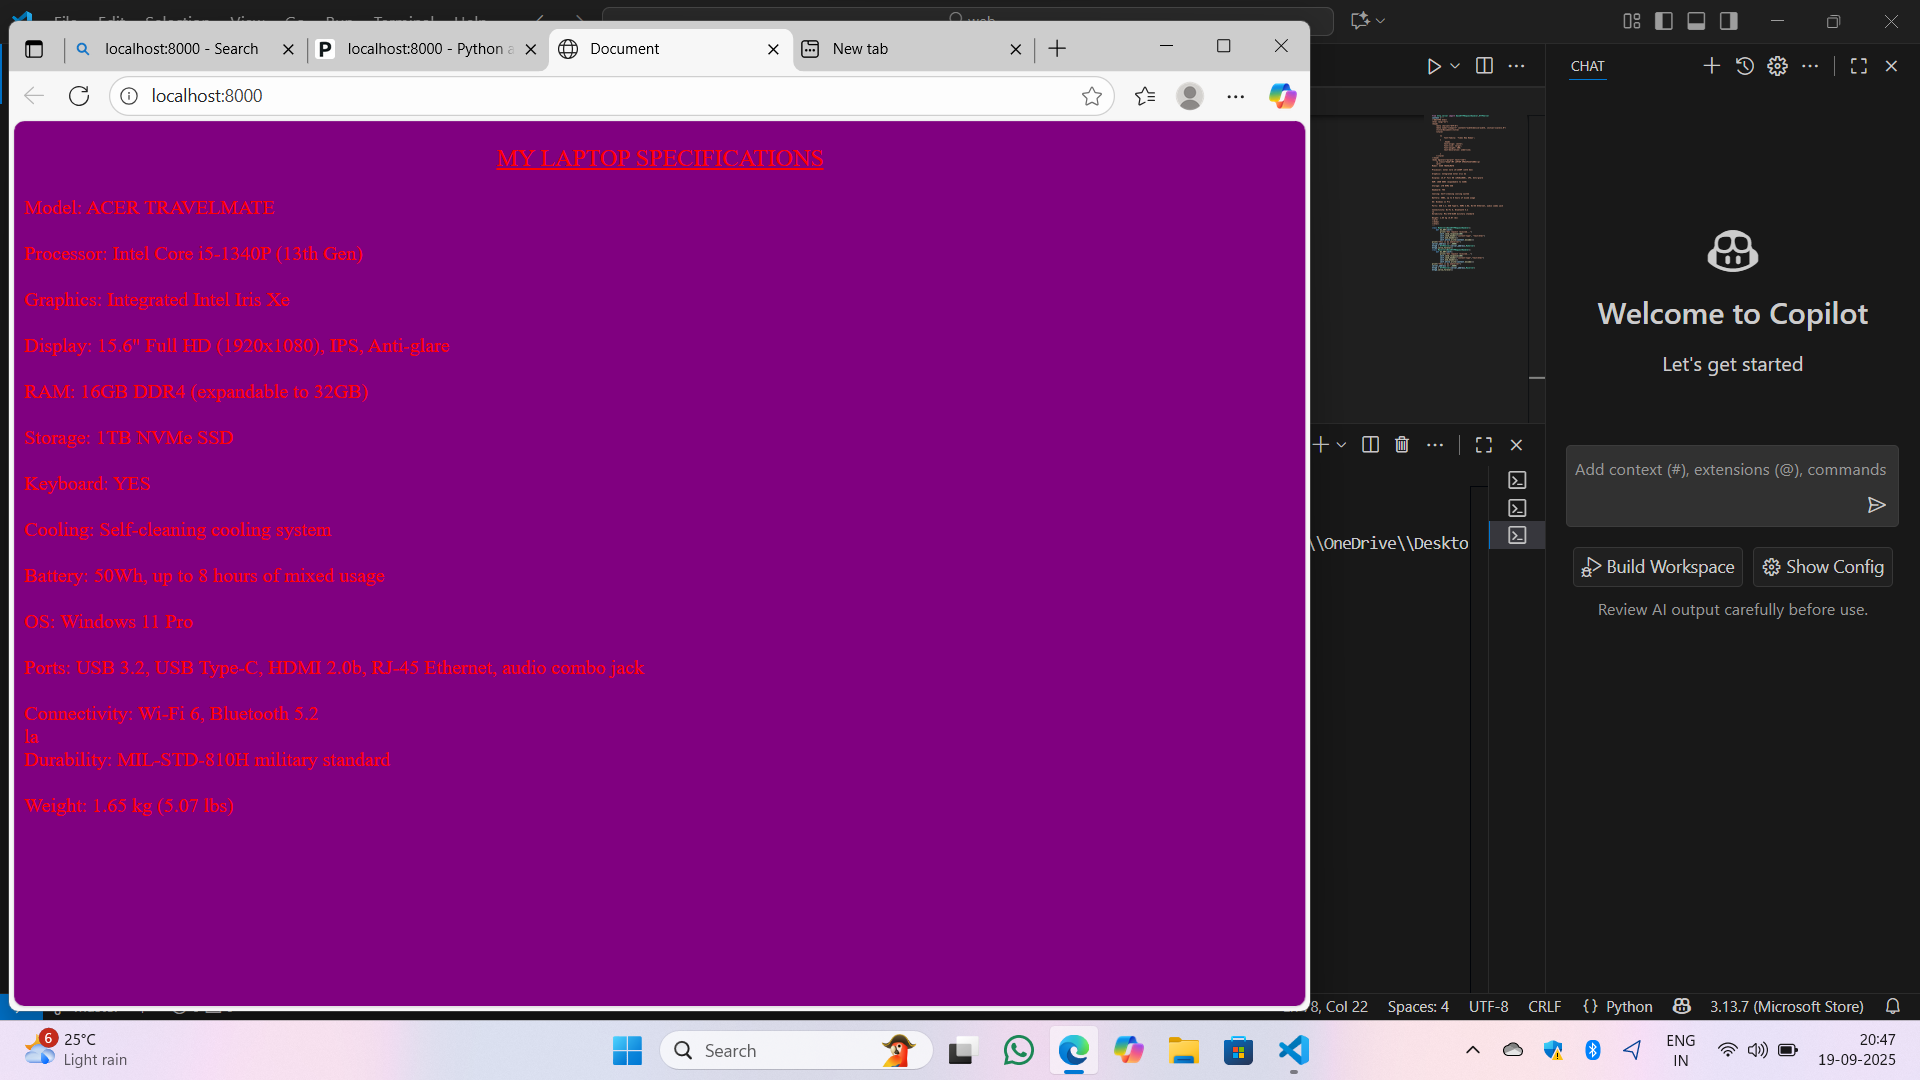 localhost:8000 - Search
localhost:8000 - Python a
Document
New tab
localhost:8000
MY LAPTOP SPECIFICATIONS
Model: ACER TRAVELMATE
Processor: Intel Core i5-1340P (13th Gen)
Graphics: Integrated Intel Iris Xe
Display: 15.6" Full HD (1920x1080), IPS, Anti-glare
RAM: 16GB DDR4 (expandable to 32GB)
Storage: 1TB NVMe SSD
Keyboard: YES
Cooling: Self-cleaning cooling system
Battery: 50Wh, up to 8 hours of mixed usage
OS: Windows 11 Pro
Ports: USB 3.2, USB Type-C, HDMI 2.0b, RJ-45 Ethernet, audio combo jack
Connectivity: Wi-Fi 6, Bluetooth 5.2
la
Durability: MIL-STD-810H military standard
Weight: 1.65 kg (5.07 lbs)
\\OneDrive\\Deskto
CHAT
Welcome to Copilot
Let's get started
Add context (#), extensions (@), commands
Build Workspace
Show Config
Review AI output carefully before use.
8, Col 22
Spaces: 4
UTF-8
CRLF
{} Python
3.13.7 (Microsoft Store)
6
25°C
Light rain
Search
ENG
IN
20:47
19-09-2025